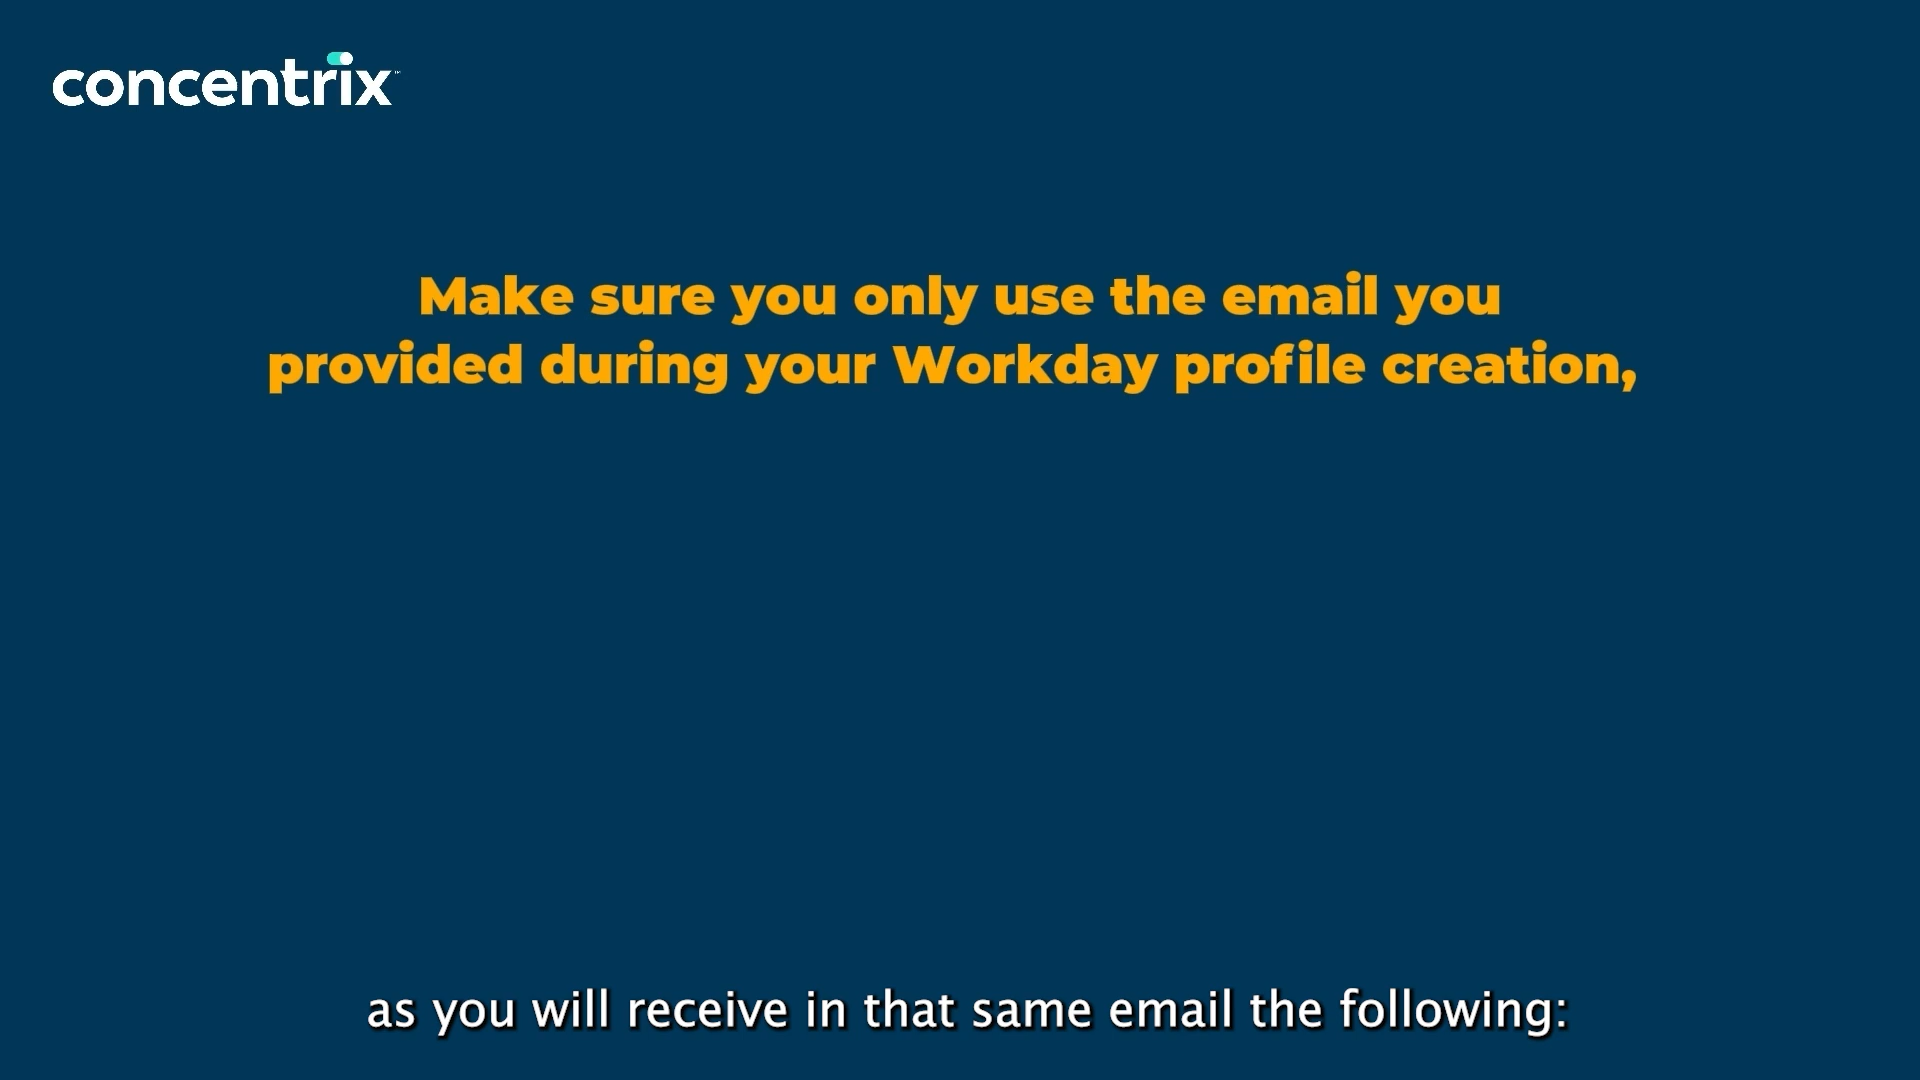 concentrix™
Make sure you only use the email you
provided during your Workday profile creation,
as you will receive in that same email the following: